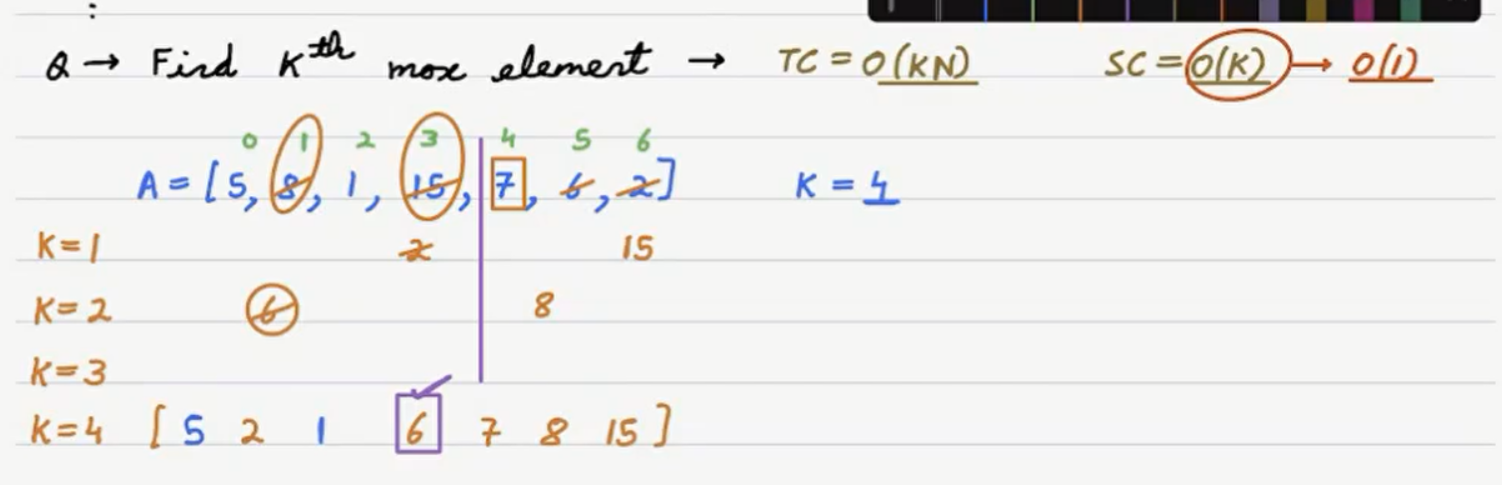 :
Q → Find Kth max element → TC = O(KN) SC = O(K) → O(1)
0 1 2 3 4 5 6
A = [5, 8, 1, 15, 7, 6, 2] K = 4
K=1 2 15
K=2 6 8
K=3
K=4 [ 5 2 1 6 7 8 15 ]